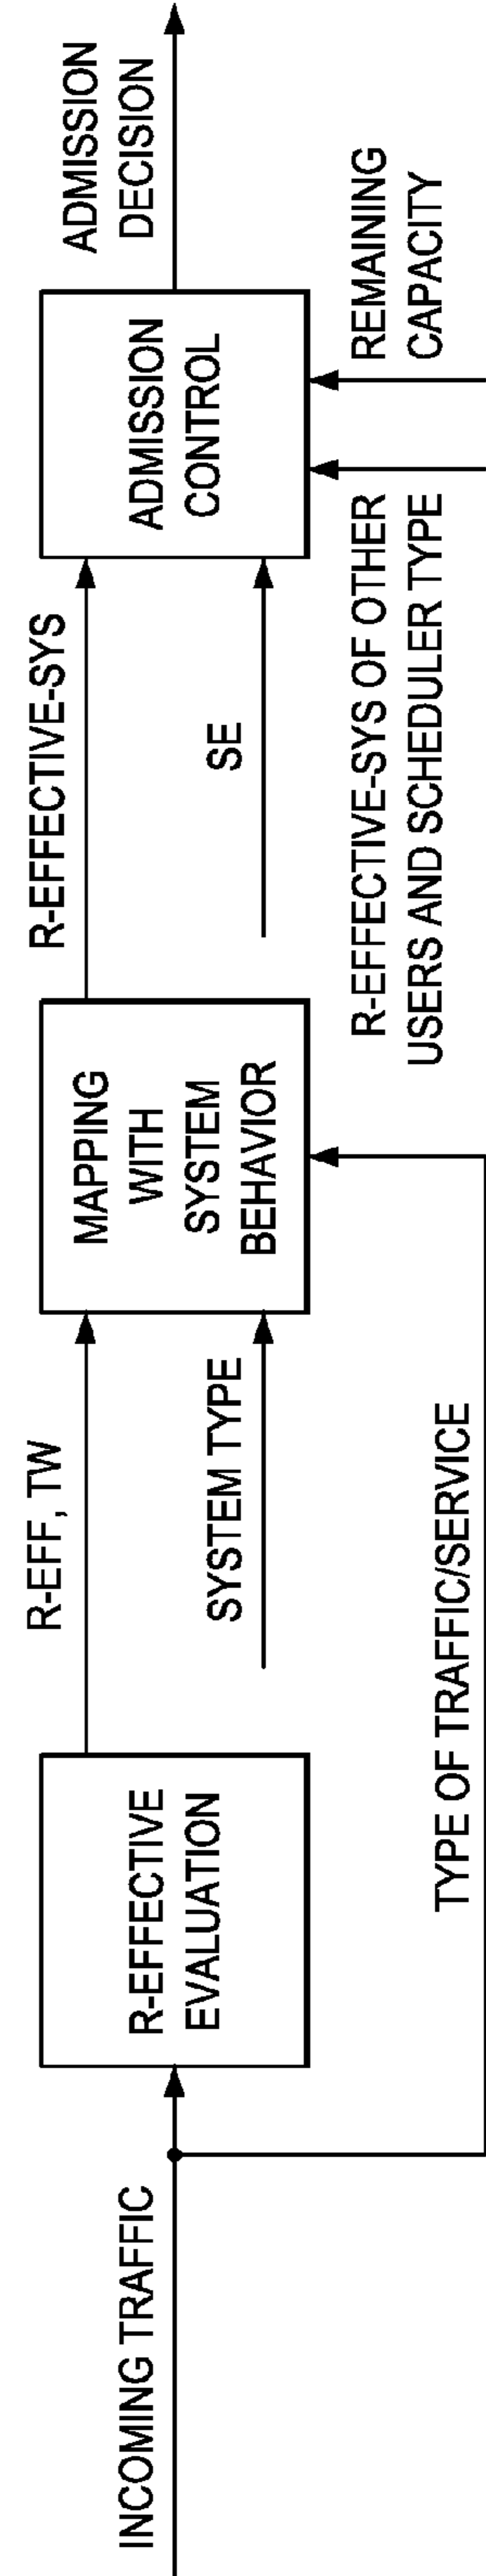 INCOMING TRAFFIC
R-EFFECTIVE
EVALUATION
R-EFF, TW
SYSTEM TYPE
TYPE OF TRAFFIC/SERVICE
MAPPING
WITH
SYSTEM
BEHAVIOR
R-EFFECTIVE-SYS
SE
R-EFFECTIVE-SYS OF OTHER
USERS AND SCHEDULER TYPE
ADMISSION
CONTROL
REMAINING
CAPACITY
ADMISSION
DECISION